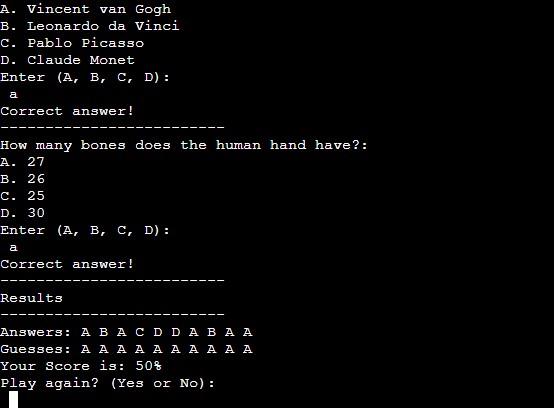 A. Vincent van Gogh
B. Leonardo da Vinci
C. Pablo Picasso
D. Claude Monet
Enter (A, B, C, D):
a
Correct answer!
-------------------------
How many bones does the human hand have?:
A. 27
B. 26
C. 25
D. 30
Enter (A, B, C, D):
a
Correct answer!
-------------------------
Results
-------------------------
Answers: A B A C D D A B A A
Guesses: A A A A A A A A A A
Your Score is: 50%
Play again? (Yes or No):